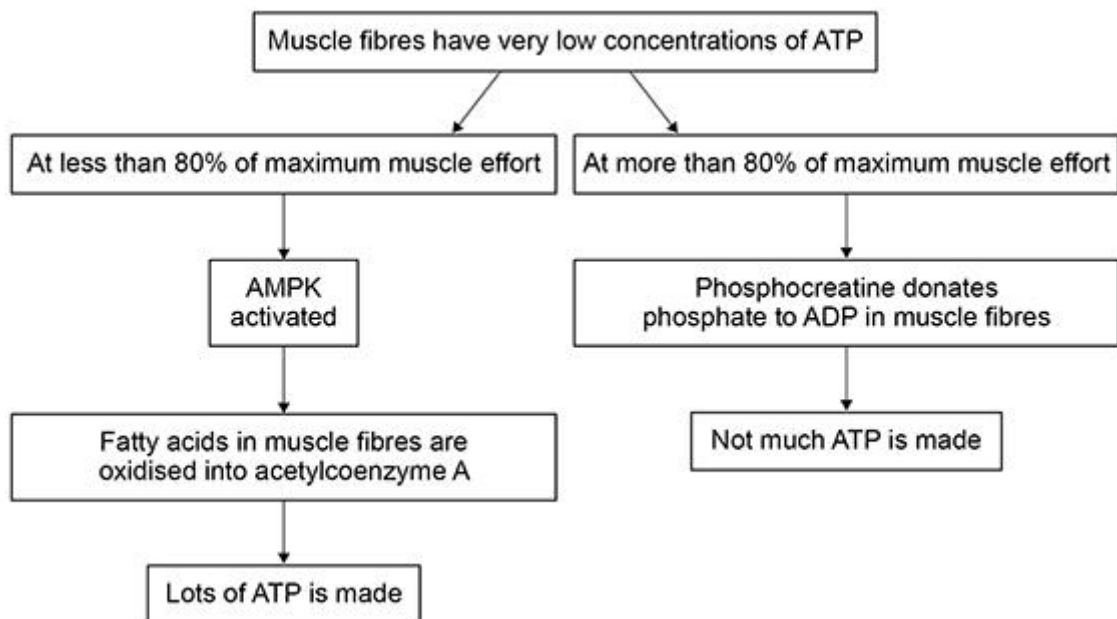 Muscle fibres have very low concentrations of ATP
At less than 80% of maximum muscle effort
At more than 80% of maximum muscle effort
AMPK
activated
Phosphocreatine donates
phosphate to ADP in muscle fibres
Fatty acids in muscle fibres are
oxidised into acetylcoenzyme A
Not much ATP is made
Lots of ATP is made